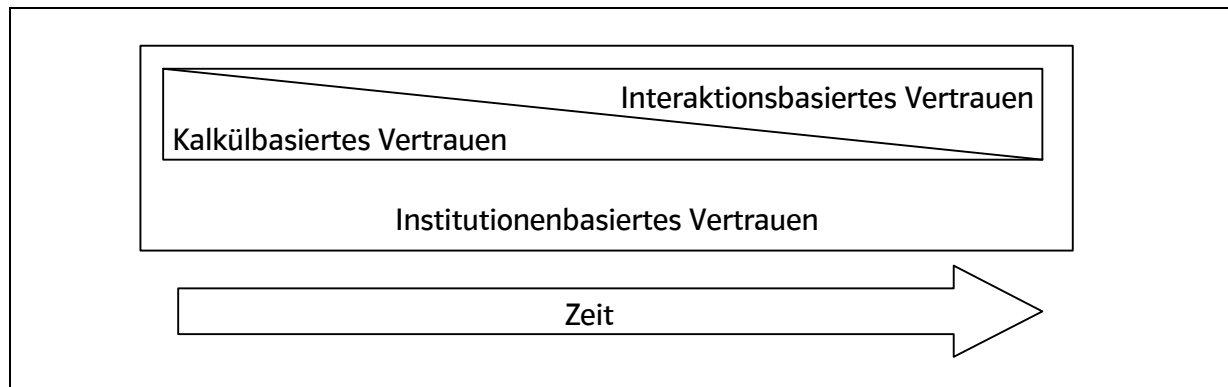 Interaktionsbasiertes Vertrauen
Kalkülbasiertes Vertrauen
Institutionenbasiertes Vertrauen
Zeit